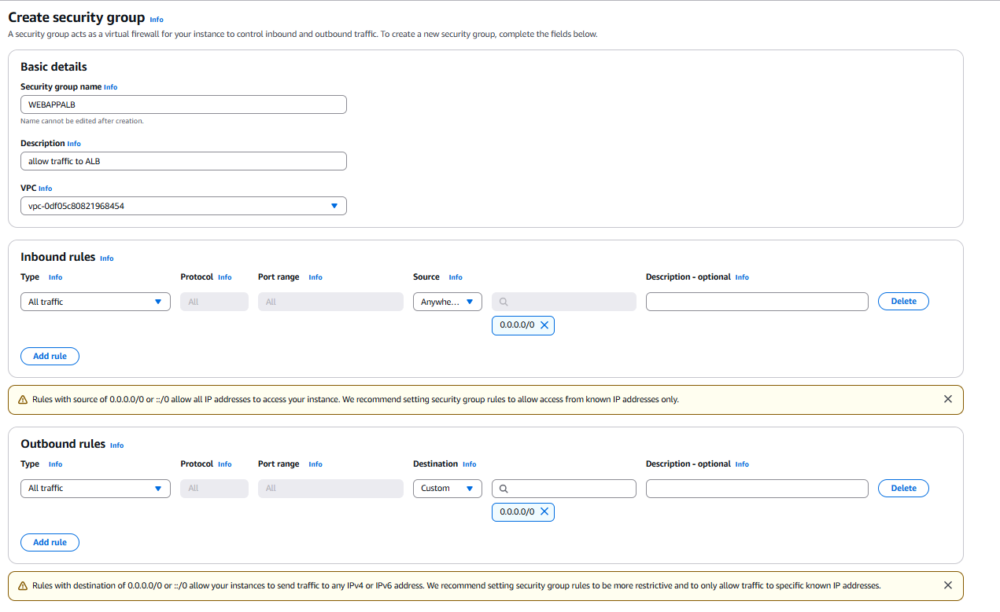 Create security group Info
A security group acts as a virtual firewall for your instance to control inbound and outbound traffic. To create a new security group, complete the fields below.
Basic details
Security group name Info
WEBAPPALB
Name cannot be edited after creation.
Description Info
allow traffic to ALB
VPC Info
vpc-0df05c80821968454
Inbound rules Info
Type Info Protocol Info Port range Info Source Info Description - optional Info
All traffic All All Anywhe... Delete
0.0.0.0/0
Add rule
Rules with source of 0.0.0.0/0 or ::/0 allow all IP addresses to access your instance. We recommend setting security group rules to allow access from known IP addresses only.
Outbound rules Info
Type Info Protocol Info Port range Info Destination Info Description - optional Info
All traffic All All Custom Delete
0.0.0.0/0
Add rule
Rules with destination of 0.0.0.0/0 or ::/0 allow your instances to send traffic to any IPv4 or IPv6 address. We recommend setting security group rules to be more restrictive and to only allow traffic to specific known IP addresses.